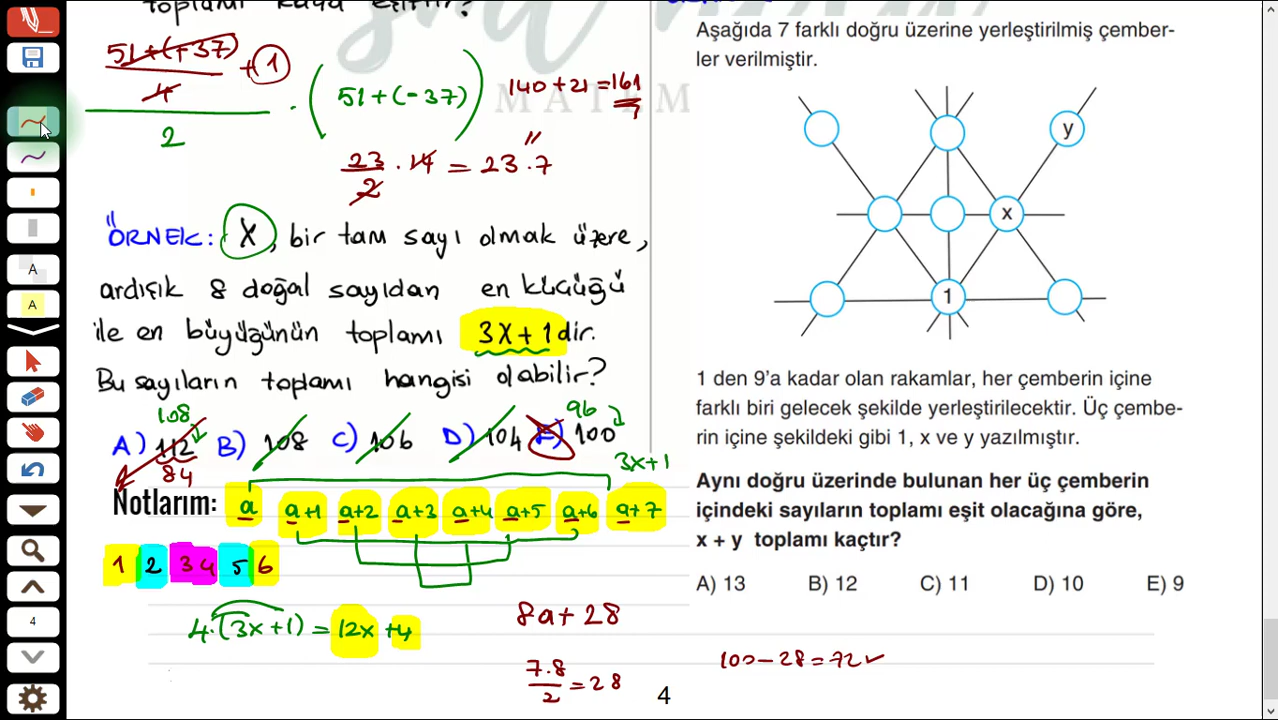 toplamı kaça eşittir?
51+(-37)
4
+ 1
2
. (51+(-37))
140+21=161
23/2 . 14 = 23.7
ÖRNEK: X, bir tam sayı olmak üzere,
ardışık 8 doğal sayıdan en küçüğü
ile en büyüğünün toplamı 3X+1 dir.
Bu sayıların toplamı hangisi olabilir?
108
96
A) 112 B) 108 C) 106 D) 104 E) 100
84
3x+1
Notlarım: a a+1 a+2 a+3 a+4 a+5 a+6 a+7
1 2 3 4 5 6
4.(3x+1) = 12x +4
8a+28
7.8/2 = 28
4
MATEM
Aşağıda 7 farklı doğru üzerine yerleştirilmiş çember-
ler verilmiştir.
y
x
1
1 den 9’a kadar olan rakamlar, her çemberin içine
farklı biri gelecek şekilde yerleştirilecektir. Üç çembe-
rin içine şekildeki gibi 1, x ve y yazılmıştır.
Aynı doğru üzerinde bulunan her üç çemberin
içindeki sayıların toplamı eşit olacağına göre,
x + y toplamı kaçtır?
A) 13 B) 12 C) 11 D) 10 E) 9
100-28=72
A
A
4